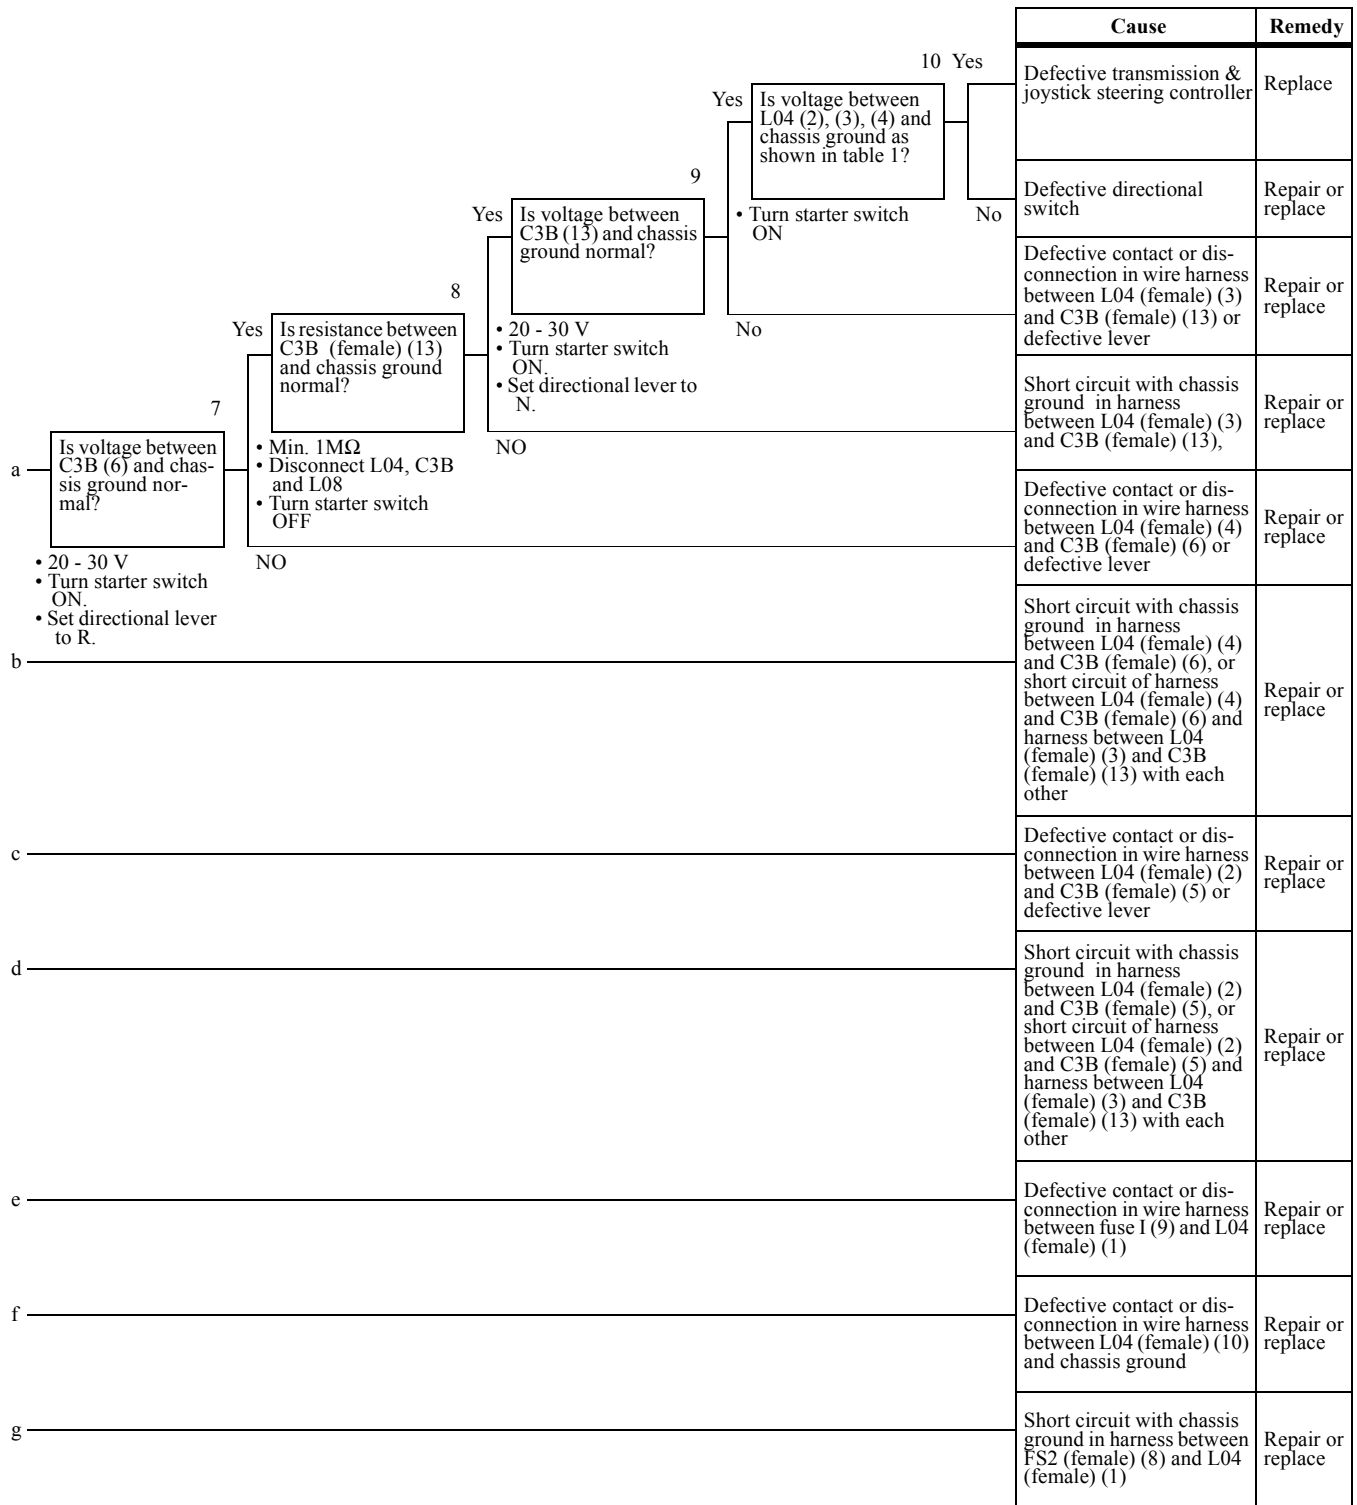 Cause Remedy
10 Yes
Defective transmission &
joystick steering controller
Replace
Yes
Is voltage between
L04 (2), (3), (4) and
chassis ground as
shown in table 1?
9
Defective directional
switch
Repair or
replace
• Turn starter switch
ON
No
Yes
Is voltage between
C3B (13) and chassis
ground normal?
Defective contact or dis-
connection in wire harness
between L04 (female) (3)
and C3B (female) (13) or
defective lever
Repair or
replace
8
Yes
Is resistance between
C3B (female) (13)
and chassis ground
normal?
• 20 - 30 V
• Turn starter switch
ON.
• Set directional lever to
N.
No
Short circuit with chassis
ground in harness
between L04 (female) (3)
and C3B (female) (13),
Repair or
replace
7
a
Is voltage between
C3B (6) and chas-
sis ground nor-
mal?
• Min. 1MΩ
• Disconnect L04, C3B
and L08
• Turn starter switch
OFF
NO
Defective contact or dis-
connection in wire harness
between L04 (female) (4)
and C3B (female) (6) or
defective lever
Repair or
replace
• 20 - 30 V
• Turn starter switch
ON.
• Set directional lever
to R.
NO
b
Short circuit with chassis
ground in harness
between L04 (female) (4)
and C3B (female) (6), or
short circuit of harness
between L04 (female) (4)
and C3B (female) (6) and
harness between L04
(female) (3) and C3B
(female) (13) with each
other
Repair or
replace
c
Defective contact or dis-
connection in wire harness
between L04 (female) (2)
and C3B (female) (5) or
defective lever
Repair or
replace
d
Short circuit with chassis
ground in harness
between L04 (female) (2)
and C3B (female) (5), or
short circuit of harness
between L04 (female) (2)
and C3B (female) (5) and
harness between L04
(female) (3) and C3B
(female) (13) with each
other
Repair or
replace
e
Defective contact or dis-
connection in wire harness
between fuse I (9) and L04
(female) (1)
Repair or
replace
f
Defective contact or dis-
connection in wire harness
between L04 (female) (10)
and chassis ground
Repair or
replace
g
Short circuit with chassis
ground in harness between
FS2 (female) (8) and L04
(female) (1)
Repair or
replace